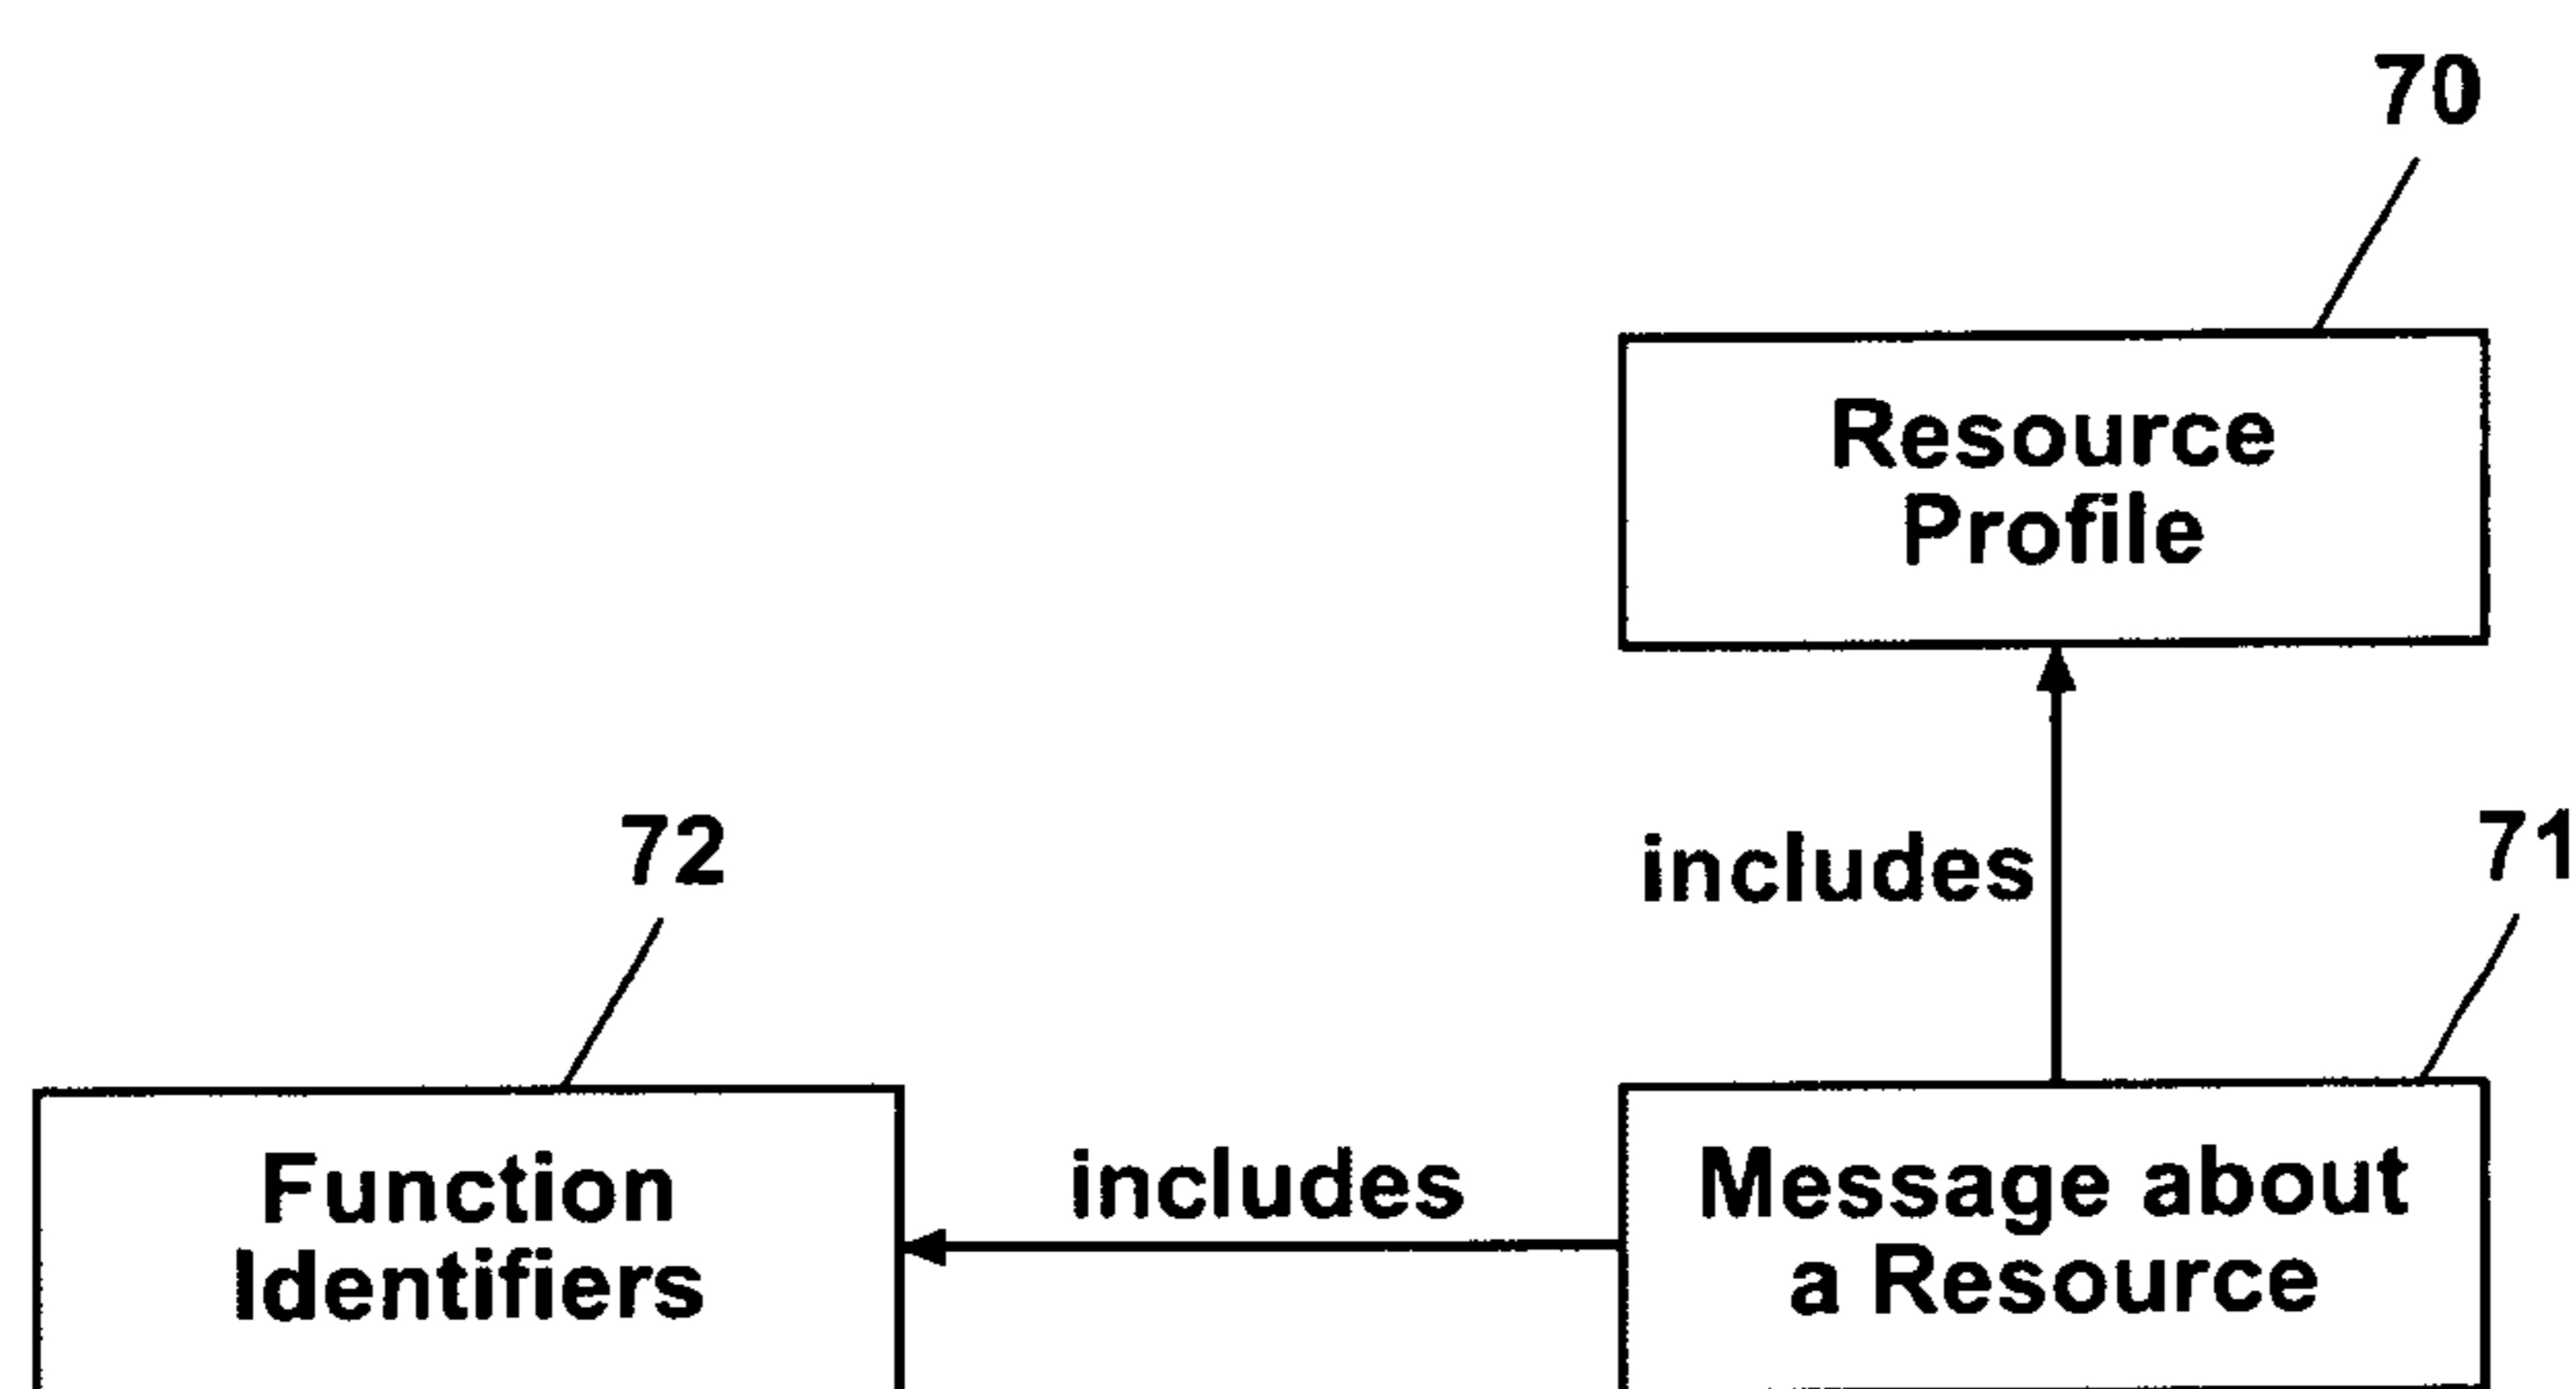 70
Resource
Profile
includes
71
72
Function
Identifiers
includes
Message about
a Resource